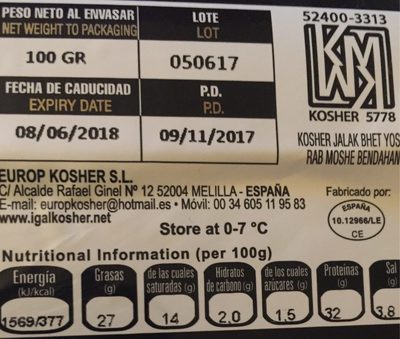 PESO NETO AL ENVASAR LOTE 52400-3313
NET WEIGHT TO PACKAGING LOT
100 GR 050617
KMWK
KOSHER 5778
FECHA DE CADUCIDAD P.D.
EXPIRY DATE P.D.
08/06/2018 09/11/2017
KOSHER JALAK BHET YOS
RAB MOSHE BENDAHAN
EUROP KOSHER S.L.
C/ Alcalde Rafael Ginel Nº 12 52004 MELILLA - ESPAÑA
E-mail: europkosher@hotmail.es • Móvil: 00 34 605 11 95 83
www.igalkosher.net
Fabricado por:
ESPAÑA
10.12966/LE
CE
Store at 0-7 °C
Nutritional Information (per 100g)
Energía (kJ/kcal) Grasas (g) de las cuales saturadas (g) Hidratos de carbono (g) de los cuales azúcares (g) Proteinas (g) Sal (g)
1569/377 27 14 2.0 1.5 32 3.8